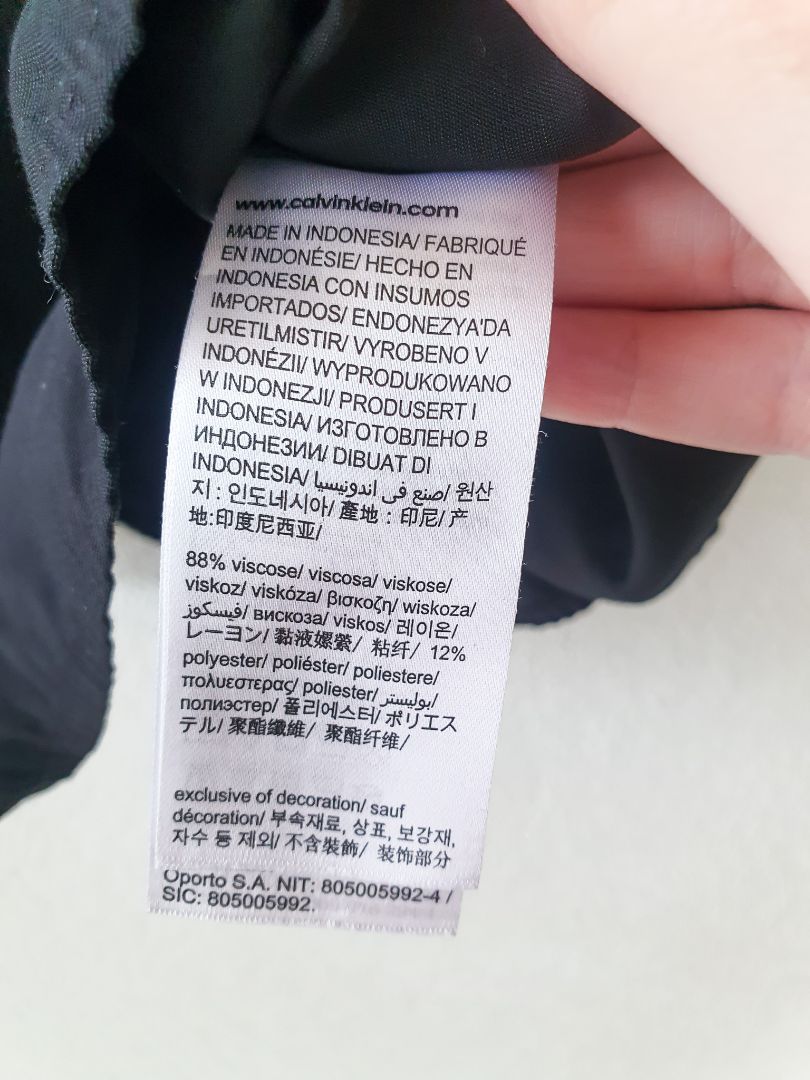 www.calvinklein.com
MADE IN INDONESIA/ FABRIQUÉ
EN INDONÉSIE/ HECHO EN
INDONESIA CON INSUMOS
IMPORTADOS/ ENDONEZYA'DA
URETILMISTIR/ VYROBENO V
INDONÉZII/ WYPRODUKOWANO
W INDONEZJI/ PRODUSERT I
INDONESIA/ ИЗГОТОВЛЕНО В
ИНДОНЕЗИИ/ DIBUAT DI
INDONESIA/ صنع في اندونيسيا/ 원산
지 : 인도네시아/ 產地 : 印尼/ 产
地:印度尼西亚/
88% viscose/ viscosa/ viskose/
viskoz/ viskóza/ βισκοζη/ wiskoza/
فيسكوز/ вискоза/ viskos/ 레이온/
レーヨン/ 黏液嫘縈/ 粘纤/ 12%
polyester/ poliéster/ poliestere/
πολυεστερας/ poliester/ بوليستر/
полиэстер/ 폴리에스터/ ポリエス
テル/ 聚酯纖維/ 聚酯纤维/
exclusive of decoration/ sauf
décoration/ 부속재료, 상표, 보강재,
자수 등 제외/ 不含裝飾/ 装饰部分
Oporto S.A. NIT: 805005992-4 /
SIC: 805005992.